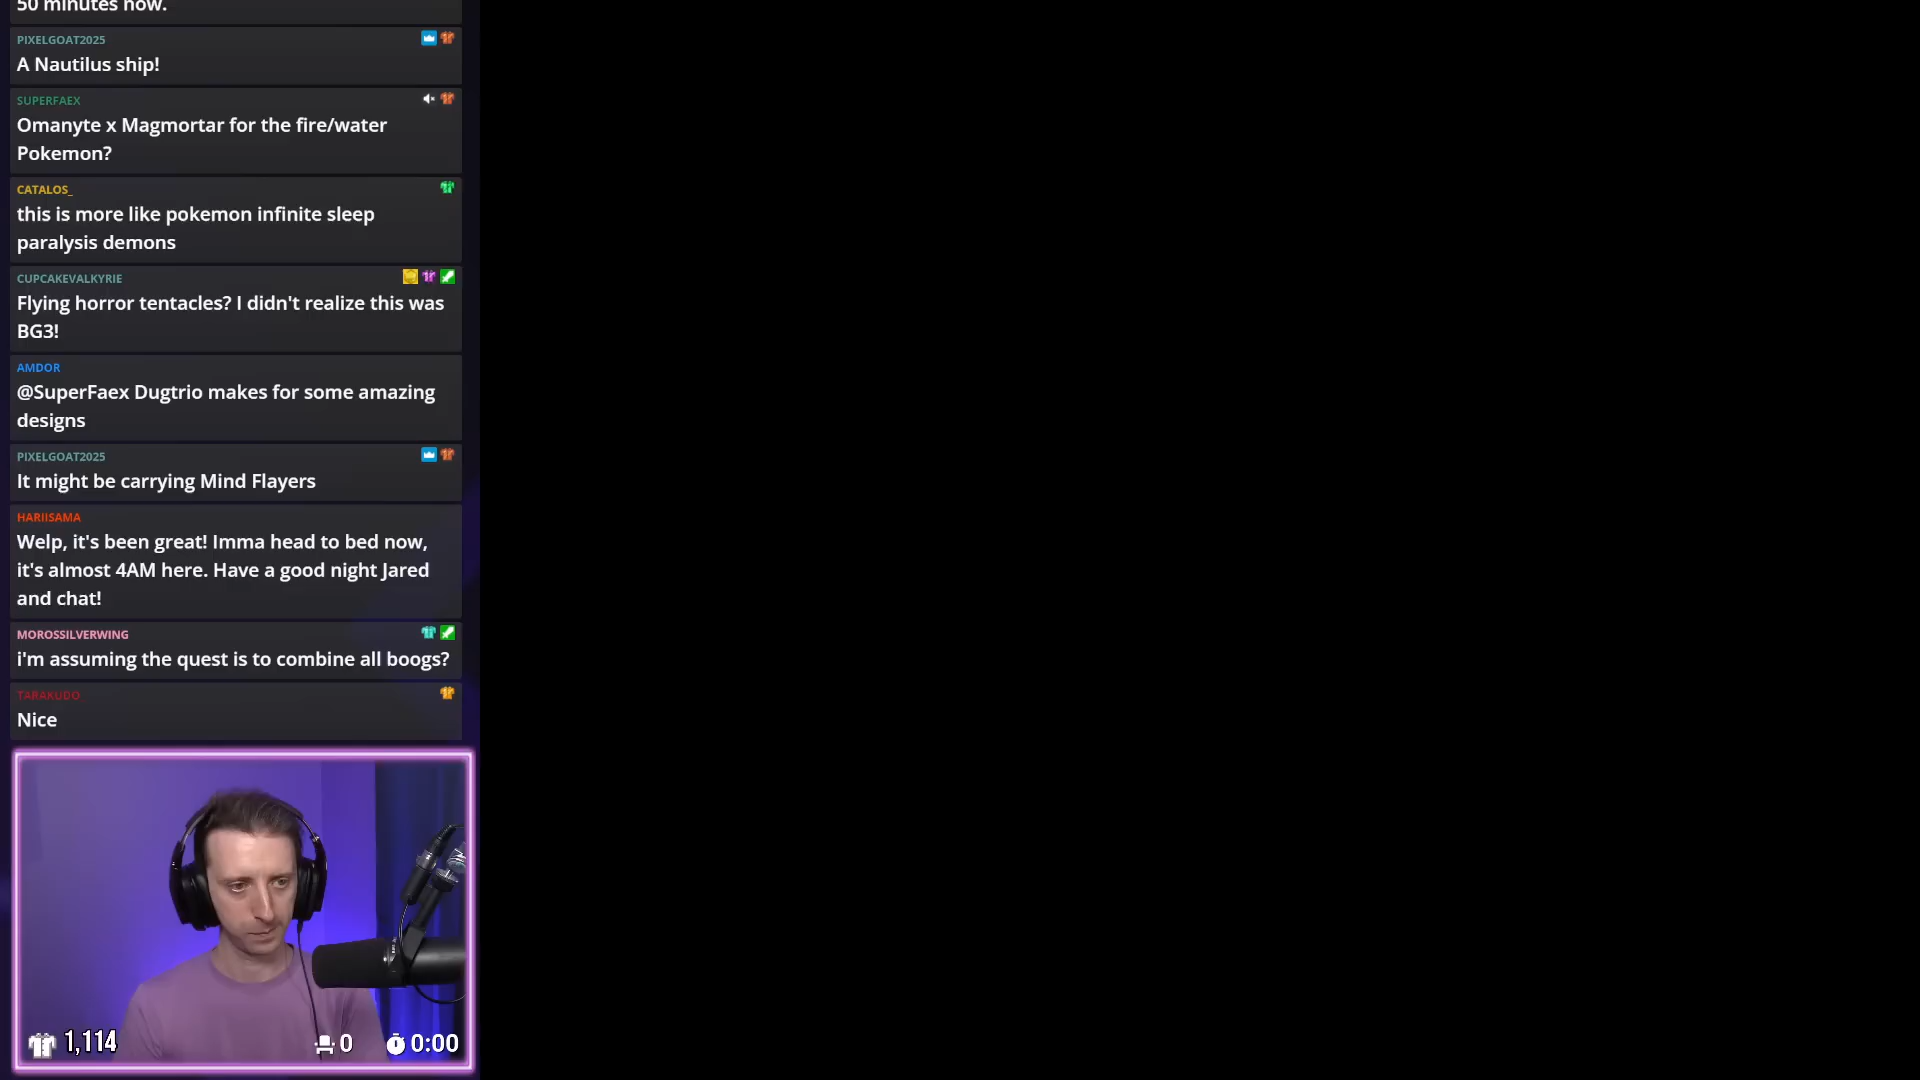 50 minutes now.
PIXELGOAT2025
A Nautilus ship!
SUPERFAEX
Omanyte x Magmortar for the fire/water
Pokemon?
CATALOS_
this is more like pokemon infinite sleep
paralysis demons
CUPCAKEVALKYRIE
Flying horror tentacles? I didn't realize this was
BG3!
AMDOR
@SuperFaex Dugtrio makes for some amazing
designs
PIXELGOAT2025
It might be carrying Mind Flayers
HARIISAMA
Welp, it's been great! Imma head to bed now,
it's almost 4AM here. Have a good night Jared
and chat!
MOROSSILVERWING
i'm assuming the quest is to combine all boogs?
TARAKUDO
Nice
1,114 0 0:00